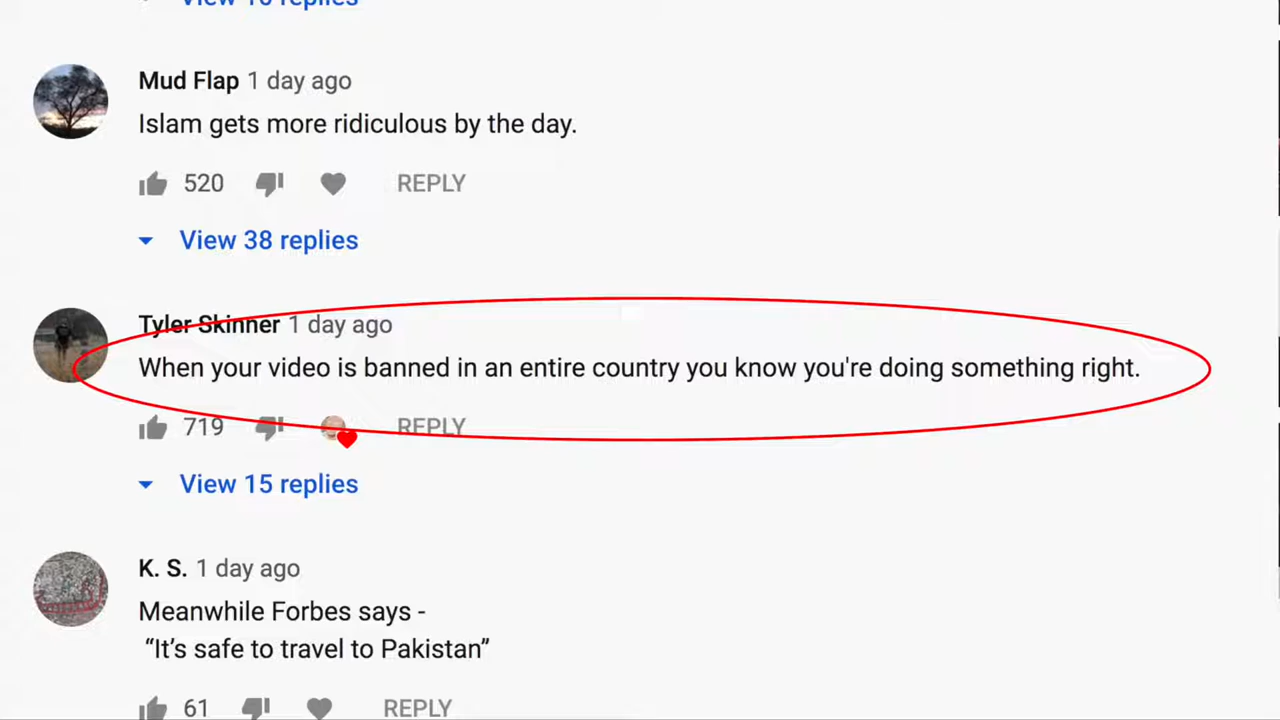 View 10 replies
Mud Flap 1 day ago
Islam gets more ridiculous by the day.
520 REPLY
View 38 replies
Tyler Skinner 1 day ago
When your video is banned in an entire country you know you're doing something right.
719 REPLY
View 15 replies
K. S. 1 day ago
Meanwhile Forbes says -
“It’s safe to travel to Pakistan”
61 REPLY